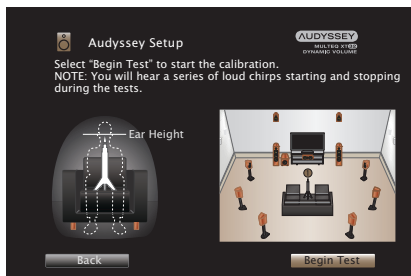 Audyssey Setup
AUDYSSEY
MULTEQ XT32
DYNAMIC VOLUME
Select “Begin Test” to start the calibration.
NOTE: You will hear a series of loud chirps starting and stopping
during the tests.
Ear Height
Back
Begin Test